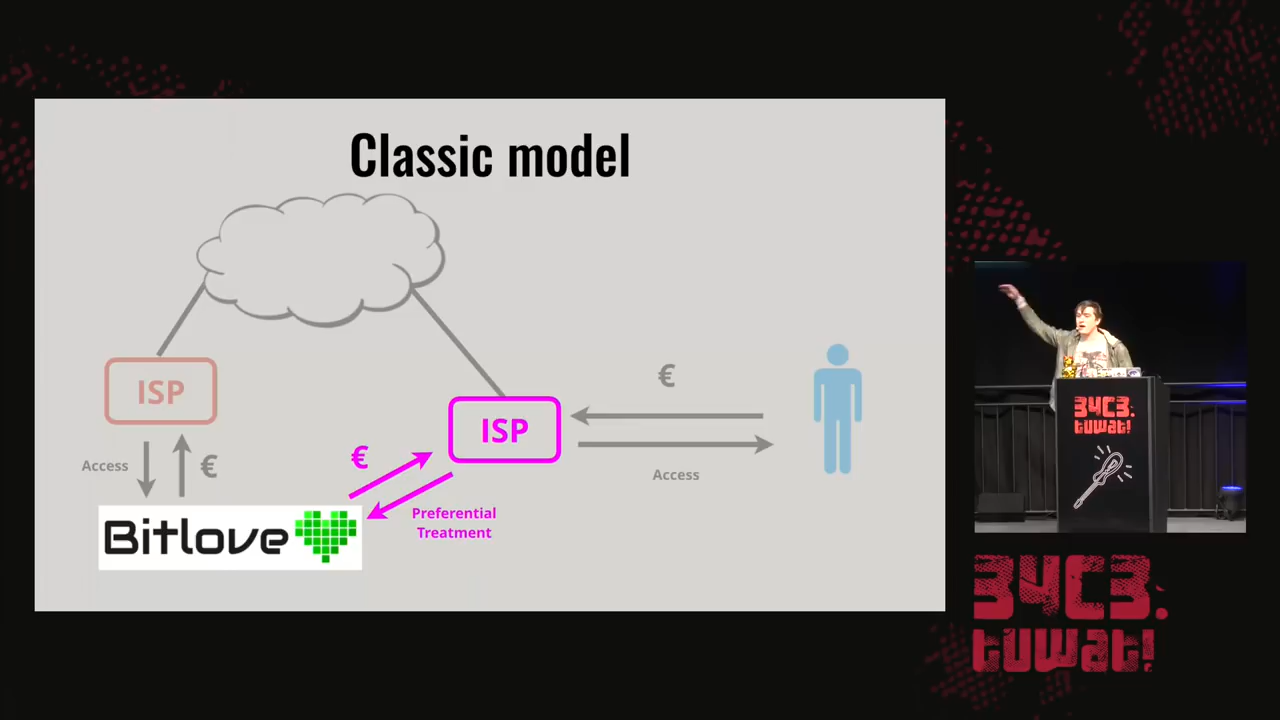 Classic model
ISP
Access
€
Bitlove
€
ISP
Preferential
Treatment
€
Access
34C3.
tuwat!
34C3.
tuwat!